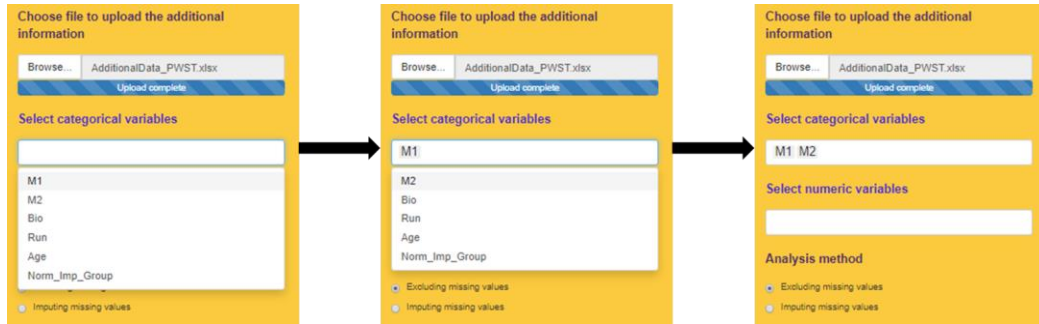 Choose file to upload the additional
information
Browse... AdditionalData_PWST.xlsx
Upload complete
Select categorical variables
M1
M2
Bio
Run
Age
Norm_Imp_Group
Imputing missing values
Choose file to upload the additional
information
Browse... AdditionalData_PWST.xlsx
Upload complete
Select categorical variables
M1
M2
Bio
Run
Age
Norm_Imp_Group
Excluding missing values
Imputing missing values
Choose file to upload the additional
information
Browse... AdditionalData_PWST.xlsx
Upload complete
Select categorical variables
M1 M2
Select numeric variables
Analysis method
Excluding missing values
Imputing missing values